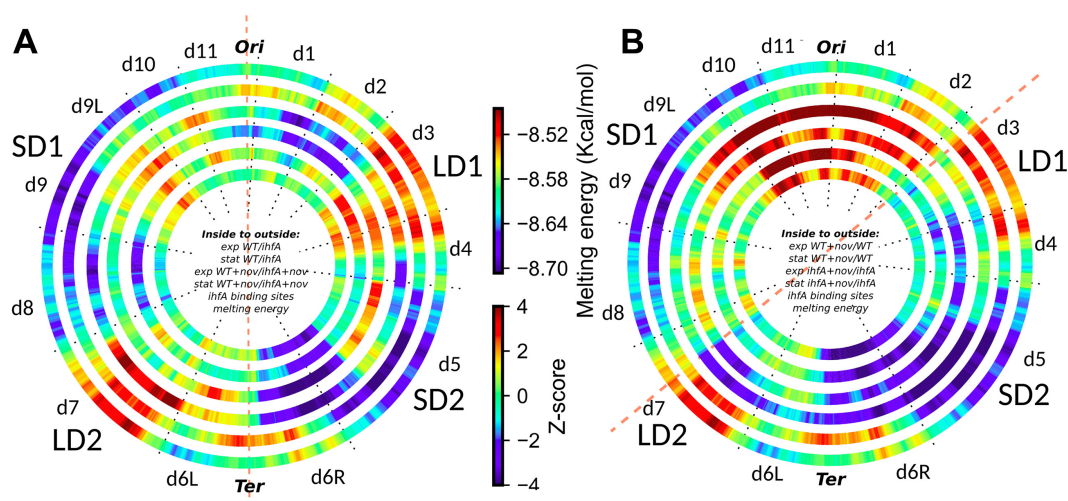 A
Ori
d1
d2
d3
LD1
d4
d5
SD2
d6R
Ter
d6L
LD2
d7
d8
d9
SD1
d9L
d10
d11
Inside to outside:
exp WT/ihfA
stat WT/ihfA
exp WT+nov/ihfA+nov
stat WT+nov/ihfA+nov
ihfA binding sites
melting energy
−8.52
−8.58
−8.64
−8.70
Melting energy (Kcal/mol)
4
2
0
−2
−4
Z-score
B
Ori
d1
d2
d3
LD1
d4
d5
SD2
d6R
Ter
d6L
LD2
d7
d8
d9
SD1
d9L
d10
d11
Inside to outside:
exp WT+nov/WT
stat WT+nov/WT
exp ihfA+nov/ihfA
stat ihfA+nov/ihfA
ihfA binding sites
melting energy